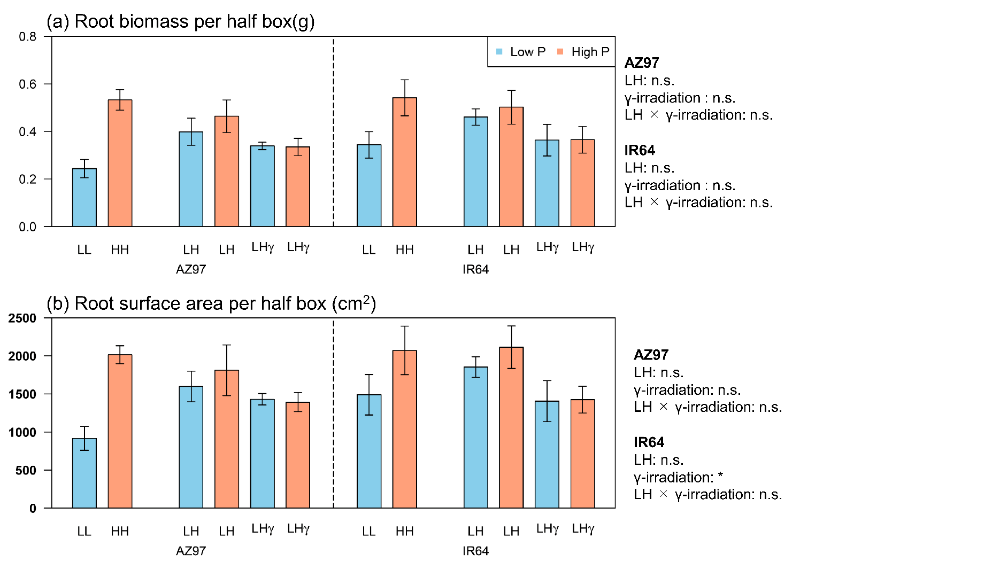 (a) Root biomass per half box(g)
0.8
0.6
0.4
0.2
0.0
Low P High P
LL HH LH LH LHγ LHγ LL HH LH LH LHγ LHγ
AZ97 IR64
AZ97
LH: n.s.
γ-irradiation : n.s.
LH × γ-irradiation: n.s.
IR64
LH: n.s.
γ-irradiation : n.s.
LH × γ-irradiation: n.s.
(b) Root surface area per half box (cm²)
2500
2000
1500
1000
500
0
LL HH LH LH LHγ LHγ LL HH LH LH LHγ LHγ
AZ97 IR64
AZ97
LH: n.s.
γ-irradiation: n.s.
LH × γ-irradiation: n.s.
IR64
LH: n.s.
γ-irradiation: *
LH × γ-irradiation: n.s.